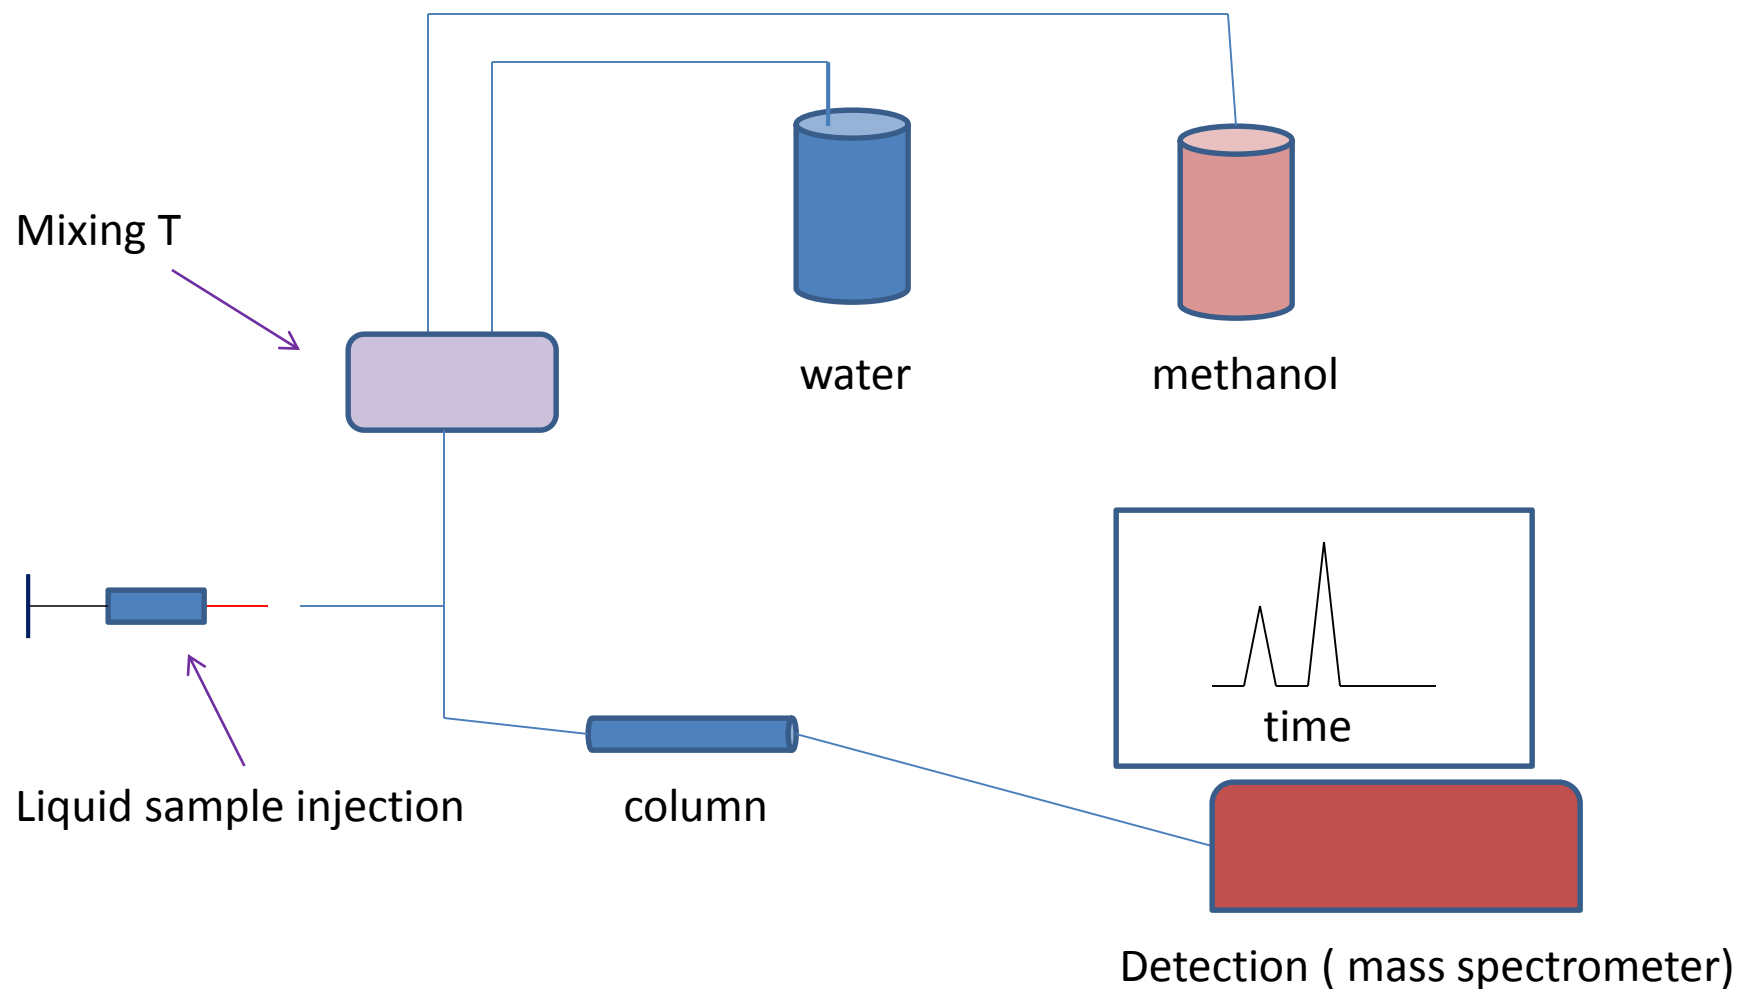 Mixing T
water
methanol
time
Liquid sample injection
column
Detection ( mass spectrometer)